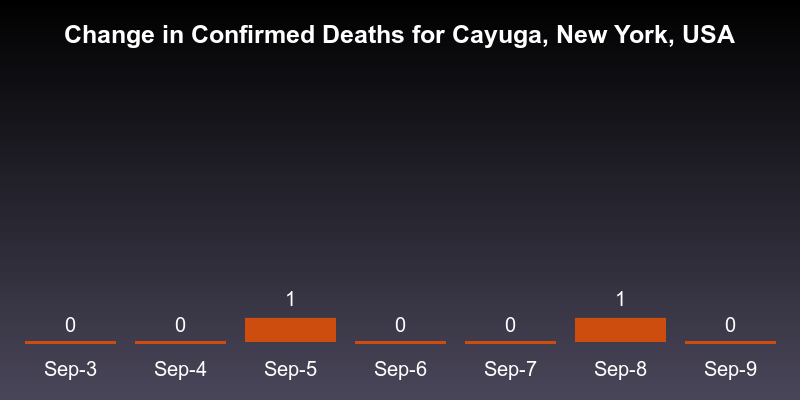 Change in Confirmed Deaths for Cayuga, New York, USA
1 1
0 0 0 0 0
Sep-3 Sep-4 Sep-5 Sep-6 Sep-7 Sep-8 Sep-9